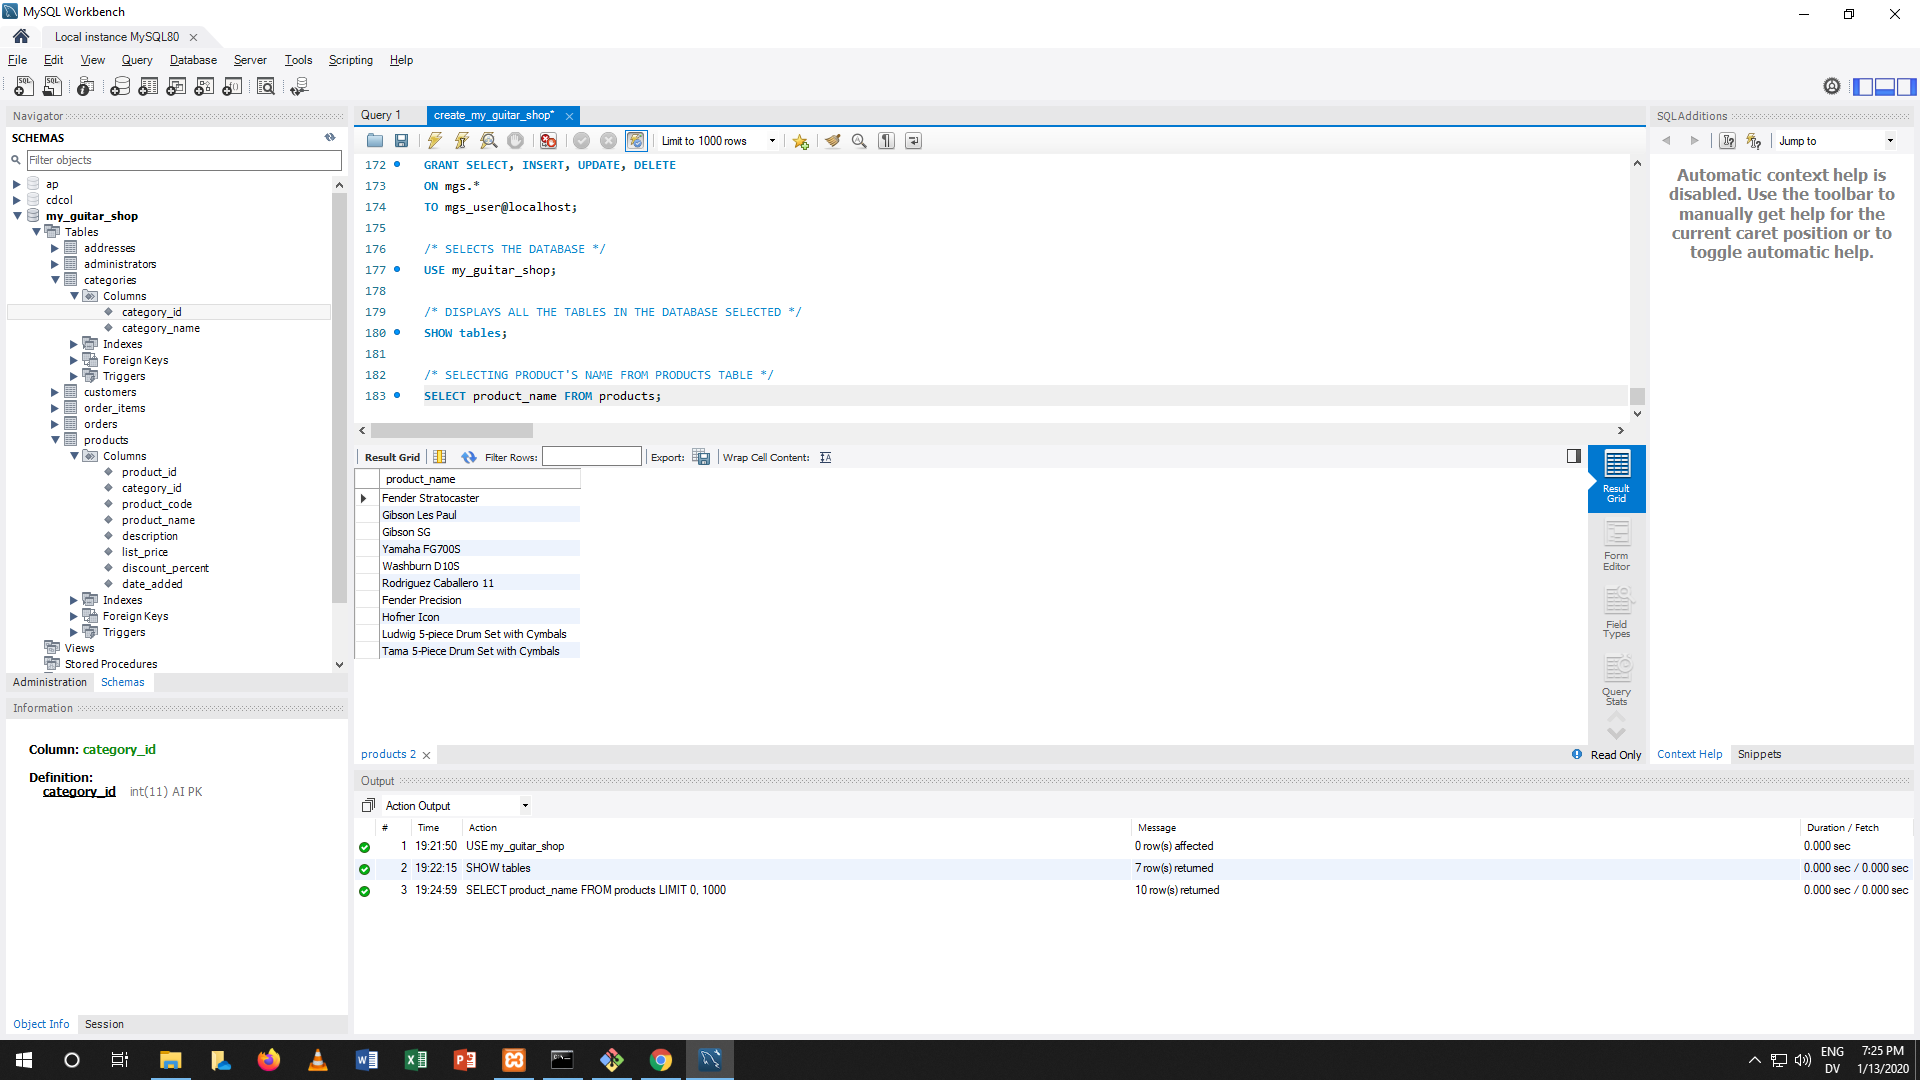 MySQL Workbench
Local instance MySQL80
File Edit View Query Database Server Tools Scripting Help
Navigator
SCHEMAS
Filter objects
ap
cdcol
my_guitar_shop
Tables
addresses
administrators
categories
Columns
category_id
category_name
Indexes
Foreign Keys
Triggers
customers
order_items
orders
products
Columns
product_id
category_id
product_code
product_name
description
list_price
discount_percent
date_added
Indexes
Foreign Keys
Triggers
Views
Stored Procedures
Administration Schemas
Information
Column: category_id
Definition:
category_id int(11) AI PK
Object Info Session
Query 1 create_my_guitar_shop*
Limit to 1000 rows
172 GRANT SELECT, INSERT, UPDATE, DELETE
173 ON mgs.*
174 TO mgs_user@localhost;
175
176 /* SELECTS THE DATABASE */
177 USE my_guitar_shop;
178
179 /* DISPLAYS ALL THE TABLES IN THE DATABASE SELECTED */
180 SHOW tables;
181
182 /* SELECTING PRODUCT'S NAME FROM PRODUCTS TABLE */
183 SELECT product_name FROM products;
Result Grid Filter Rows: Export: Wrap Cell Content:
product_name
Fender Stratocaster
Gibson Les Paul
Gibson SG
Yamaha FG700S
Washburn D10S
Rodriguez Caballero 11
Fender Precision
Hofner Icon
Ludwig 5-piece Drum Set with Cymbals
Tama 5-Piece Drum Set with Cymbals
Result
Grid
Form
Editor
Field
Types
Query
Stats
products 2 Read Only
SQLAdditions
Jump to
Automatic context help is
disabled. Use the toolbar to
manually get help for the
current caret position or to
toggle automatic help.
Context Help Snippets
Output
Action Output
# Time Action Message Duration / Fetch
1 19:21:50 USE my_guitar_shop 0 row(s) affected 0.000 sec
2 19:22:15 SHOW tables 7 row(s) returned 0.000 sec / 0.000 sec
3 19:24:59 SELECT product_name FROM products LIMIT 0, 1000 10 row(s) returned 0.000 sec / 0.000 sec
ENG
DV
7:25 PM
1/13/2020